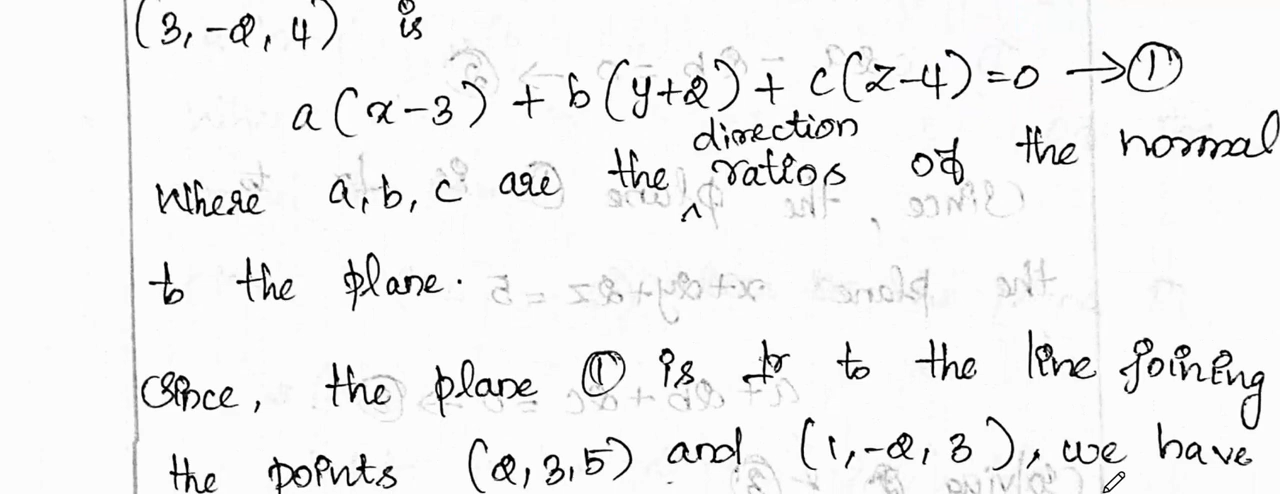 (3, -2, 4) is
a(x-3) + b(y+2) + c(z-4) = 0 → ①
where a, b, c are the direction ratios of the normal
to the plane.
Since, the plane ① is ⊥r to the line joining
the points (2, 3, 5) and (1, -2, 3), we have